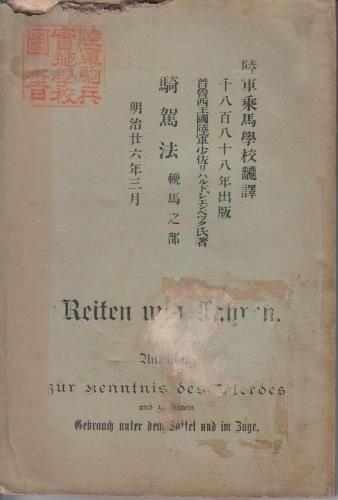 陸軍乘馬學校飜譯
千八百八十八年出版
普魯西王國陸軍少佐リハルド、シエンベツク氏著
騎駕法 輓馬之部
明治廿六年三月
陸軍騎兵
實施學校
圖書
Reiten und Fahren.
Anleitung
zur Kenntnis des Pferdes
und zu seinem
Gebrauch unter dem Sattel und im Zuge.